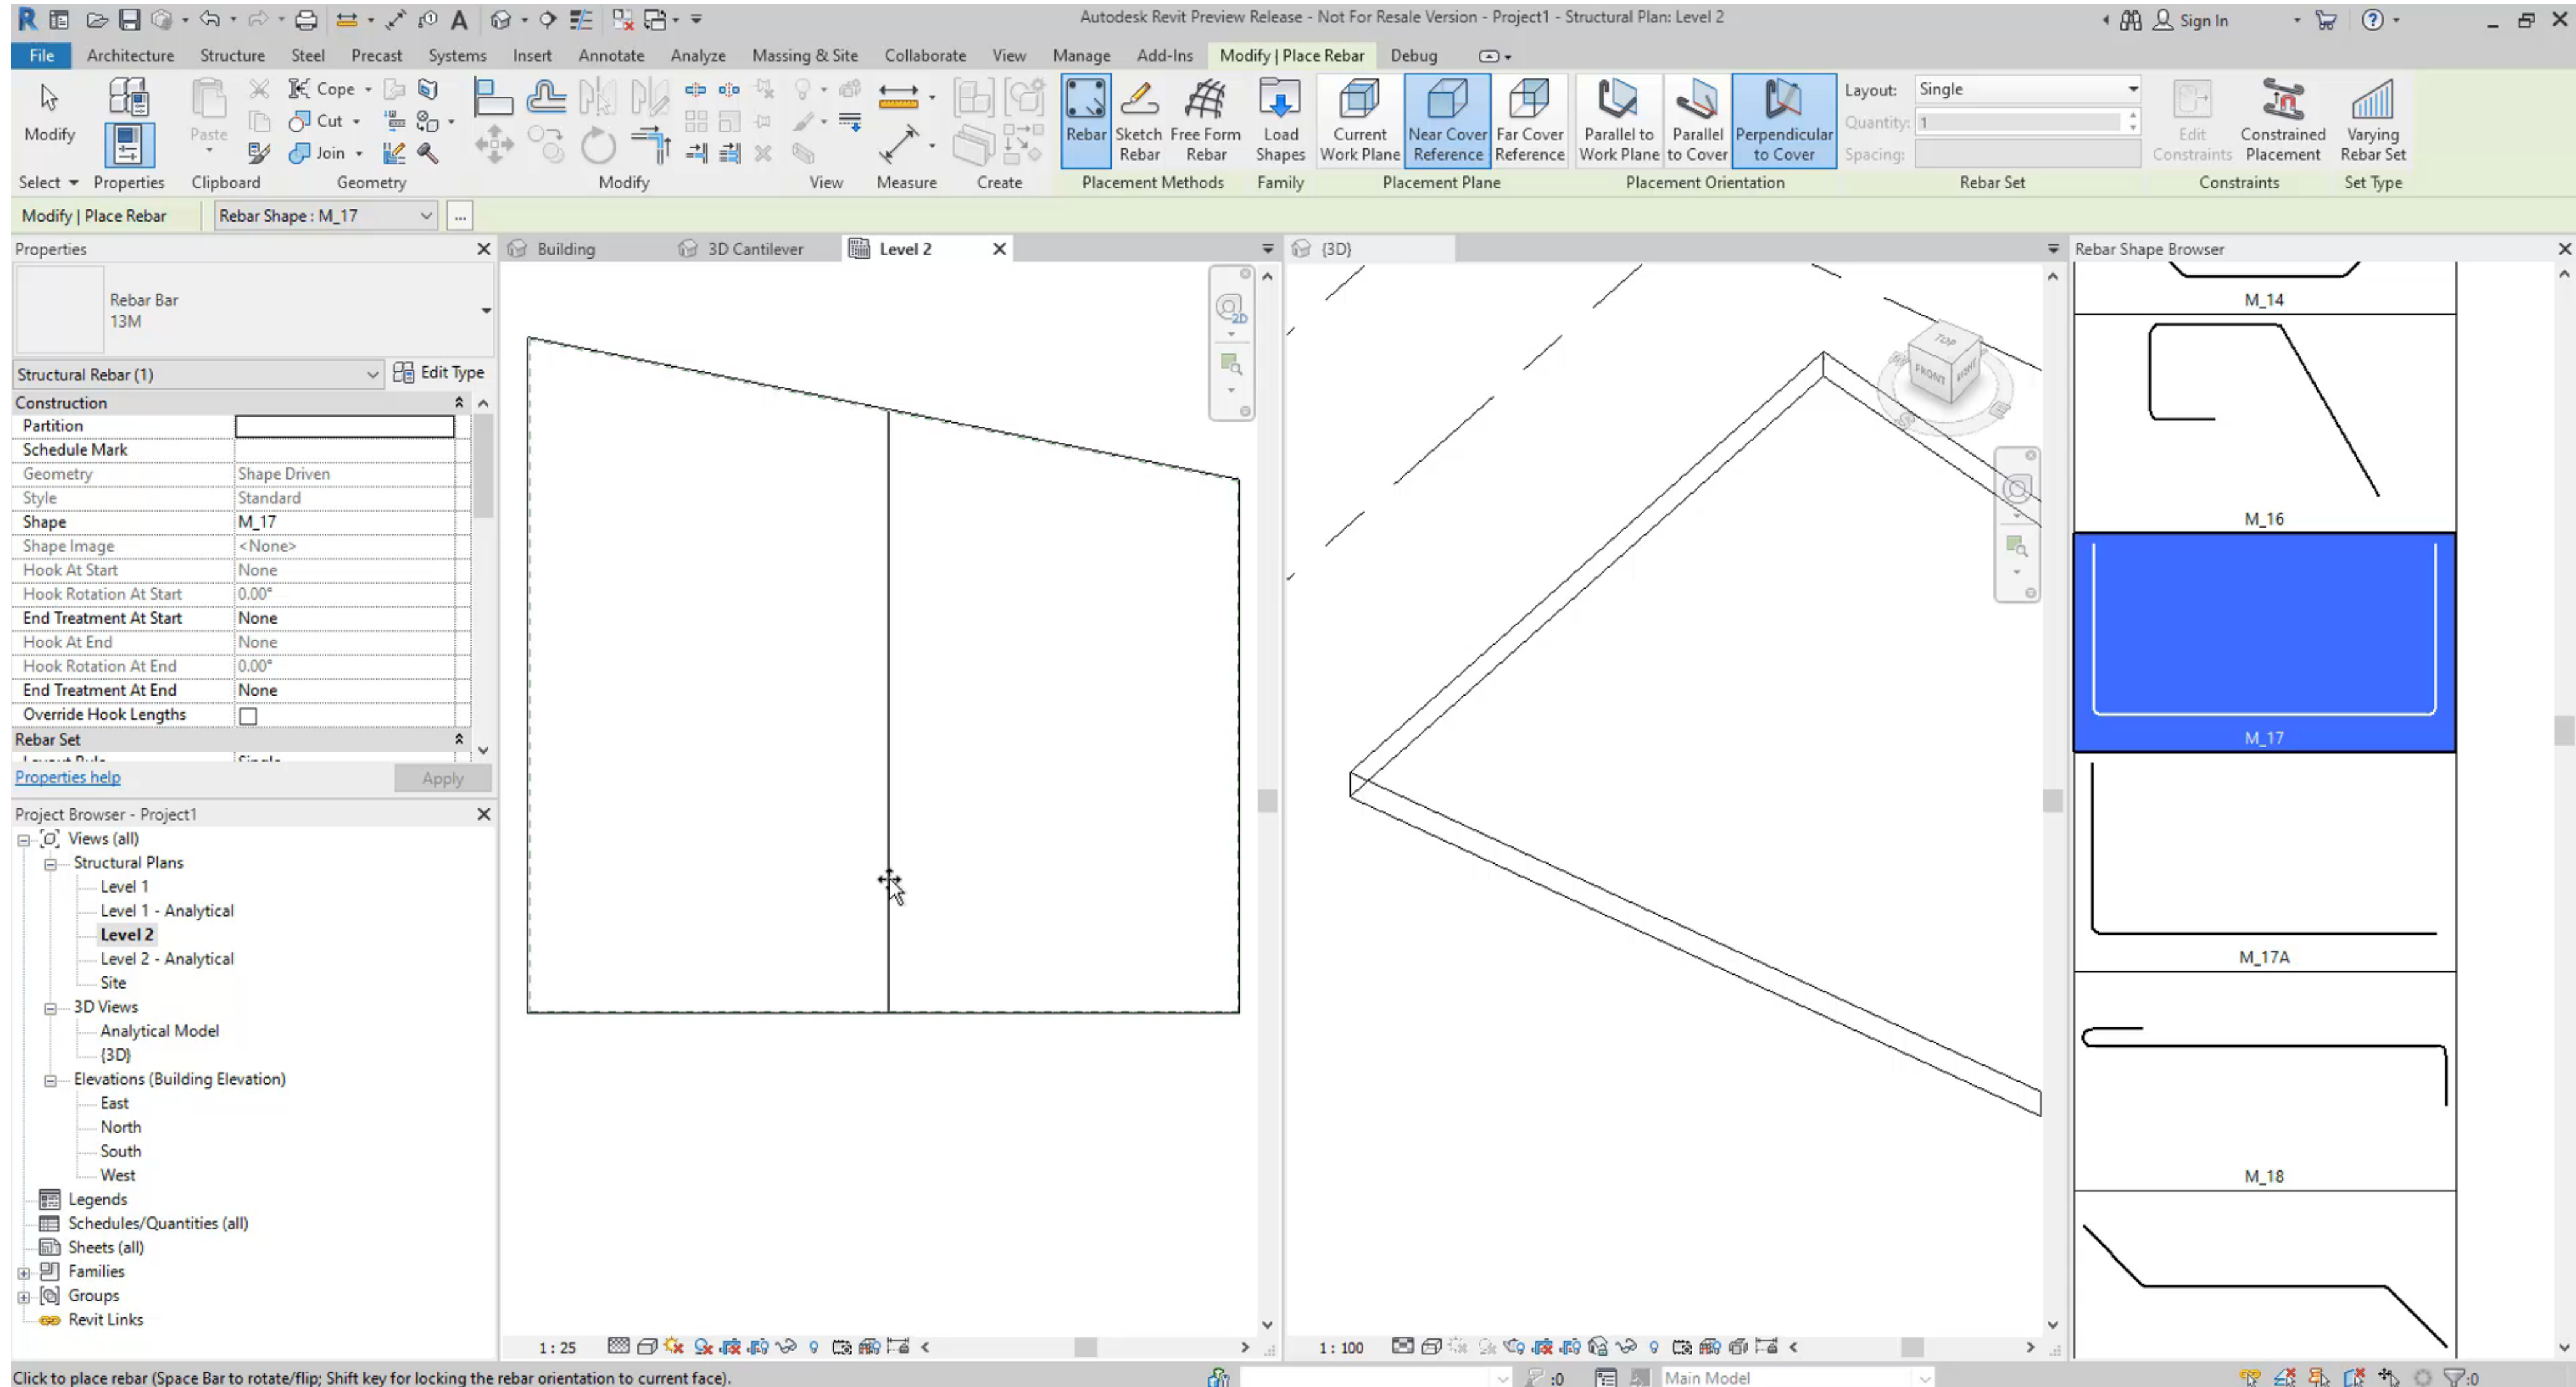 Autodesk Revit Preview Release - Not For Resale Version - Project1 - Structural Plan: Level 2
Sign In
File Architecture Structure Steel Precast Systems Insert Annotate Analyze Massing & Site Collaborate View Manage Add-Ins Modify | Place Rebar Debug
Modify
Paste
Cope
Cut
Join
Rebar
Sketch Rebar
Free Form Rebar
Load Shapes
Current Work Plane
Near Cover Reference
Far Cover Reference
Parallel to Work Plane
Parallel to Cover
Perpendicular to Cover
Layout: Single
Quantity: 1
Spacing:
Edit Constraints
Constrained Placement
Varying Rebar Set
Select Properties Clipboard Geometry Modify View Measure Create Placement Methods Family Placement Plane Placement Orientation Rebar Set Constraints Set Type
Modify | Place Rebar Rebar Shape : M_17 ...
Properties
Rebar Bar
13M
Structural Rebar (1) Edit Type
Construction
Partition
Schedule Mark
Geometry Shape Driven
Style Standard
Shape M_17
Shape Image <None>
Hook At Start None
Hook Rotation At Start 0.00°
End Treatment At Start None
Hook At End None
Hook Rotation At End 0.00°
End Treatment At End None
Override Hook Lengths
Rebar Set
Properties help Apply
Project Browser - Project1
Views (all)
Structural Plans
Level 1
Level 1 - Analytical
Level 2
Level 2 - Analytical
Site
3D Views
Analytical Model
{3D}
Elevations (Building Elevation)
East
North
South
West
Legends
Schedules/Quantities (all)
Sheets (all)
Families
Groups
Revit Links
Building 3D Cantilever Level 2
2D
1 : 25
{3D}
TOP
FRONT
RIGHT
S
E
1 : 100
Rebar Shape Browser
M_14
M_16
M_17
M_17A
M_18
Click to place rebar (Space Bar to rotate/flip; Shift key for locking the rebar orientation to current face).
:0
Main Model
:0